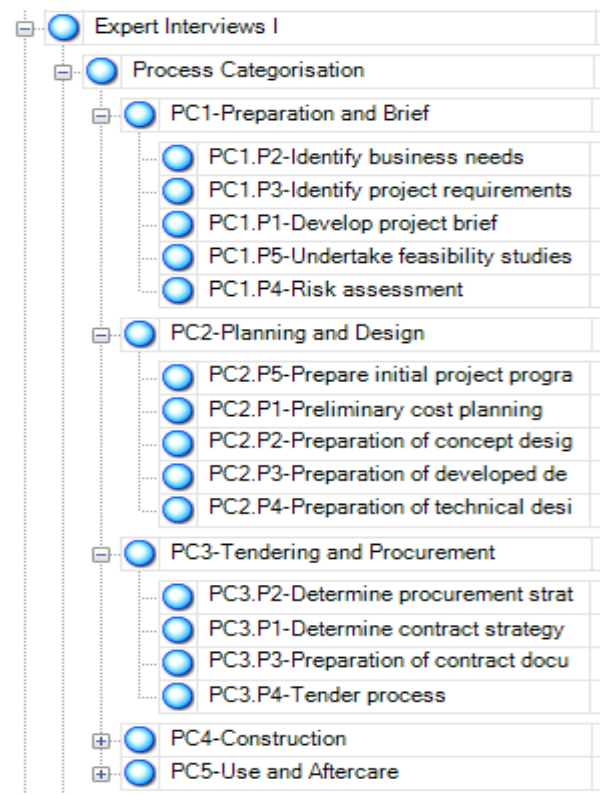 Expert Interviews I
Process Categorisation
PC1-Preparation and Brief
PC1.P2-Identify business needs
PC1.P3-Identify project requirements
PC1.P1-Develop project brief
PC1.P5-Undertake feasibility studies
PC1.P4-Risk assessment
PC2-Planning and Design
PC2.P5-Prepare initial project progra
PC2.P1-Preliminary cost planning
PC2.P2-Preparation of concept desig
PC2.P3-Preparation of developed de
PC2.P4-Preparation of technical desi
PC3-Tendering and Procurement
PC3.P2-Determine procurement strat
PC3.P1-Determine contract strategy
PC3.P3-Preparation of contract docu
PC3.P4-Tender process
PC4-Construction
PC5-Use and Aftercare